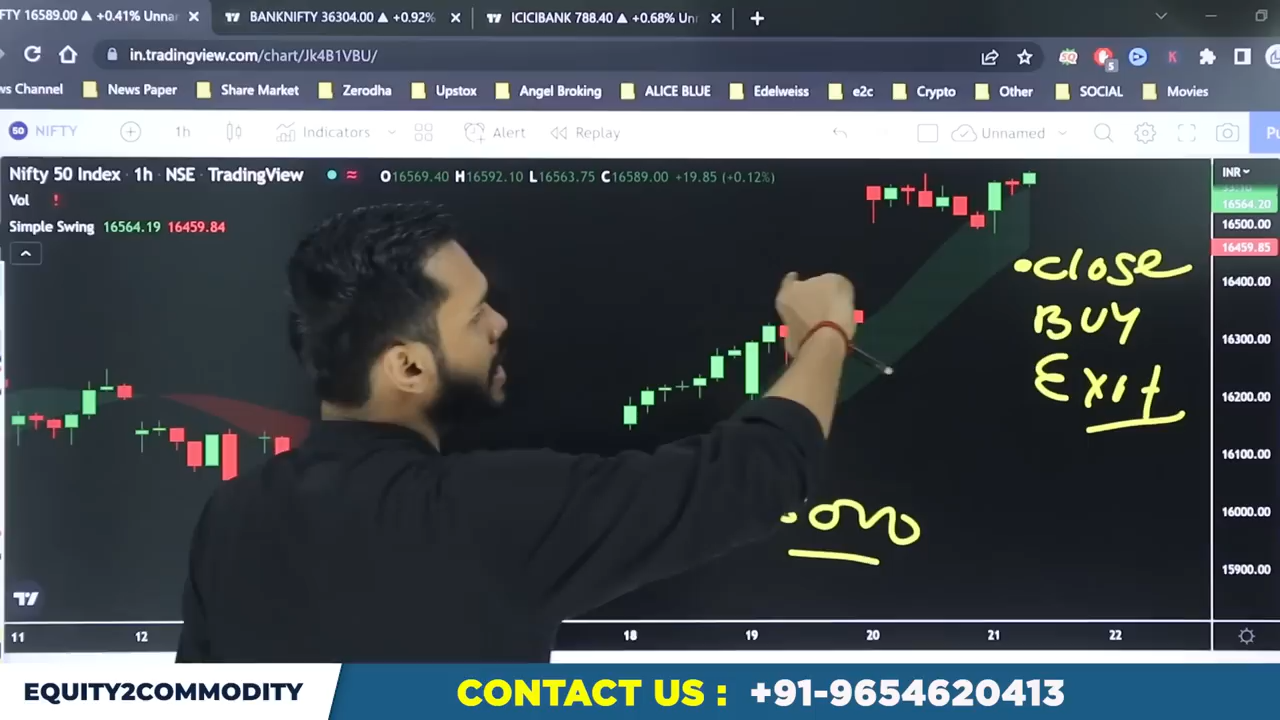 FTY 16589.00 ▲ +0.41% Unna
BANKNIFTY 36304.00 ▲ +0.92%
ICICIBANK 788.40 ▲ +0.68% Un
in.tradingview.com/chart/Jk4B1VBU/
ws Channel News Paper Share Market Zerodha Upstox Angel Broking ALICE BLUE Edelweiss e2c Crypto Other SOCIAL Movies
50 NIFTY 1h Indicators Alert Replay Unnamed Pu
Nifty 50 Index · 1h · NSE · TradingView O16569.40 H16592.10 L16563.75 C16589.00 +19.85 (+0.12%)
INR
Vol !
16564.20
Simple Swing 16564.19 16459.84
16500.00
16459.85
16400.00
16300.00
16200.00
16100.00
16000.00
15900.00
•close
BUY
Exit
11 12 18 19 20 21 22
EQUITY2COMMODITY
CONTACT US : +91-9654620413